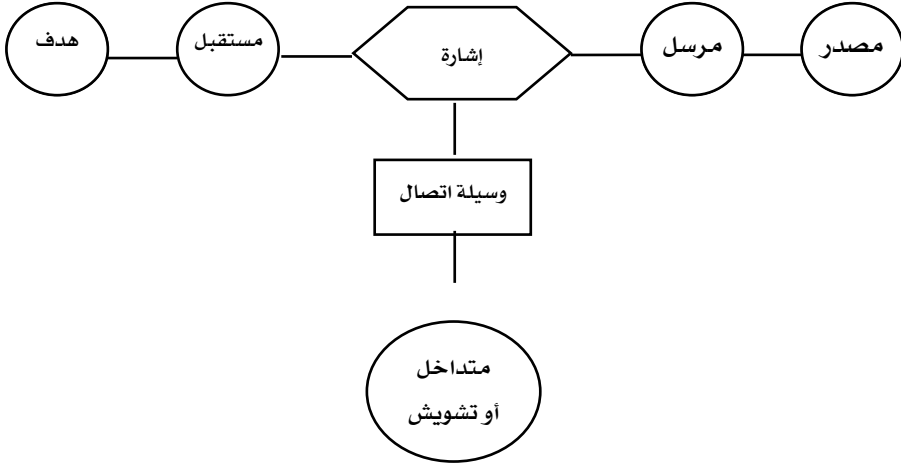 مصدر
مرسل
إشارة
مستقبل
هدف
وسيلة اتصال
متداخل
أو تشويش